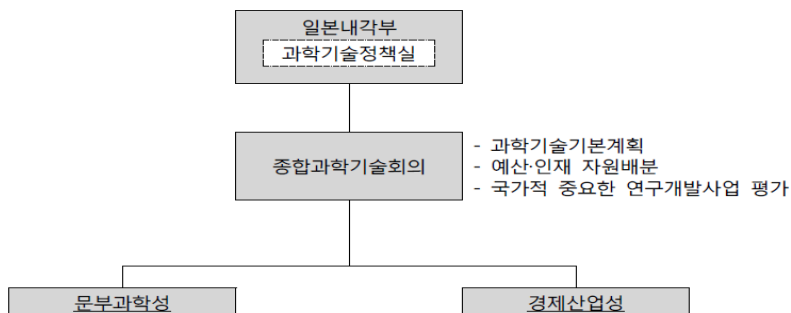 일본내각부
과학기술정책실
종합과학기술회의
- 과학기술기본계획
- 예산·인재 자원배분
- 국가적 중요한 연구개발사업 평가
문부과학성
경제산업성